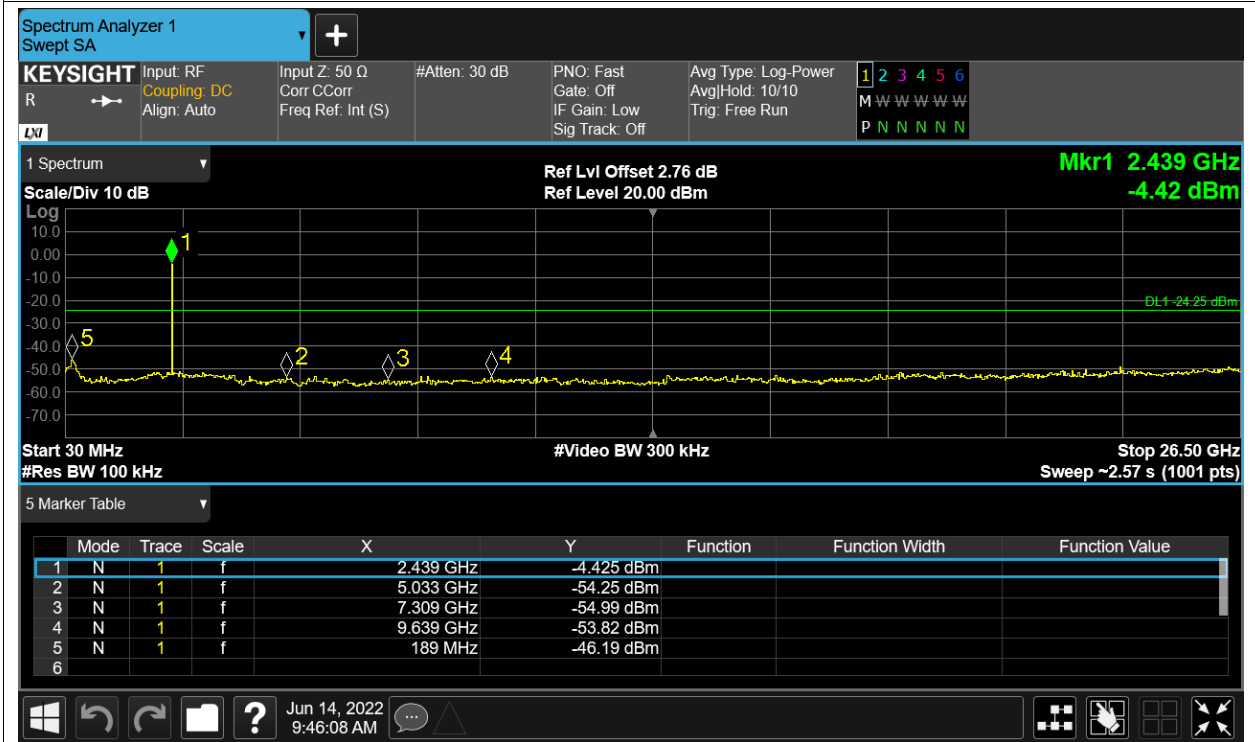 Spectrum Analyzer 1
Swept SA
+
KEYSIGHT Input: RF Input Z: 50 Ω #Atten: 30 dB PNO: Fast Avg Type: Log-Power 1 2 3 4 5 6
R Coupling: DC Corr CCorr Gate: Off Avg|Hold: 10/10 M W W W W W
Align: Auto Freq Ref: Int (S) IF Gain: Low Trig: Free Run
LXI Sig Track: Off P N N N N N
1 Spectrum Ref Lvl Offset 2.76 dB Mkr1 2.439 GHz
Scale/Div 10 dB Ref Level 20.00 dBm -4.42 dBm
Log
10.0
1
0.00
-10.0
-20.0 DL1 -24.25 dBm
-30.0
5
-40.0
2 3 4
-50.0
-60.0
-70.0
Start 30 MHz #Video BW 300 kHz Stop 26.50 GHz
#Res BW 100 kHz Sweep ~2.57 s (1001 pts)
5 Marker Table
Mode Trace Scale X Y Function Function Width Function Value
1 N 1 f 2.439 GHz -4.425 dBm
2 N 1 f 5.033 GHz -54.25 dBm
3 N 1 f 7.309 GHz -54.99 dBm
4 N 1 f 9.639 GHz -53.82 dBm
5 N 1 f 189 MHz -46.19 dBm
6
? Jun 14, 2022
9:46:08 AM